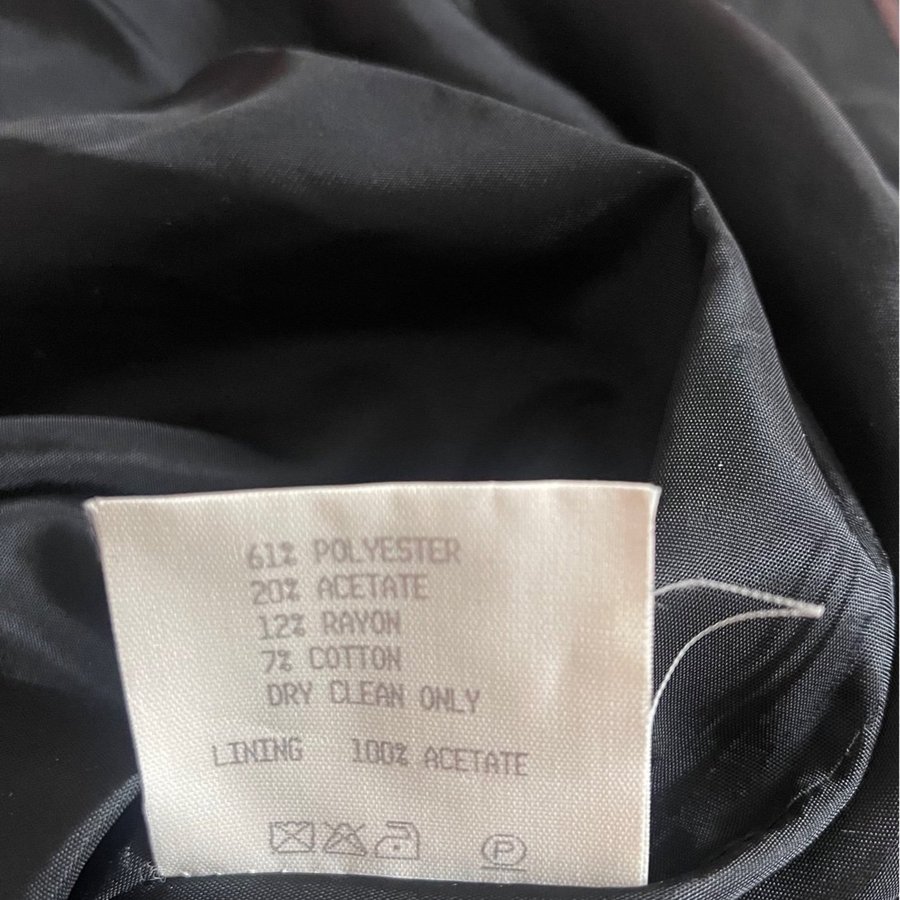 61% POLYESTER
20% ACETATE
12% RAYON
7% COTTON
DRY CLEAN ONLY
LINING 100% ACETATE
P